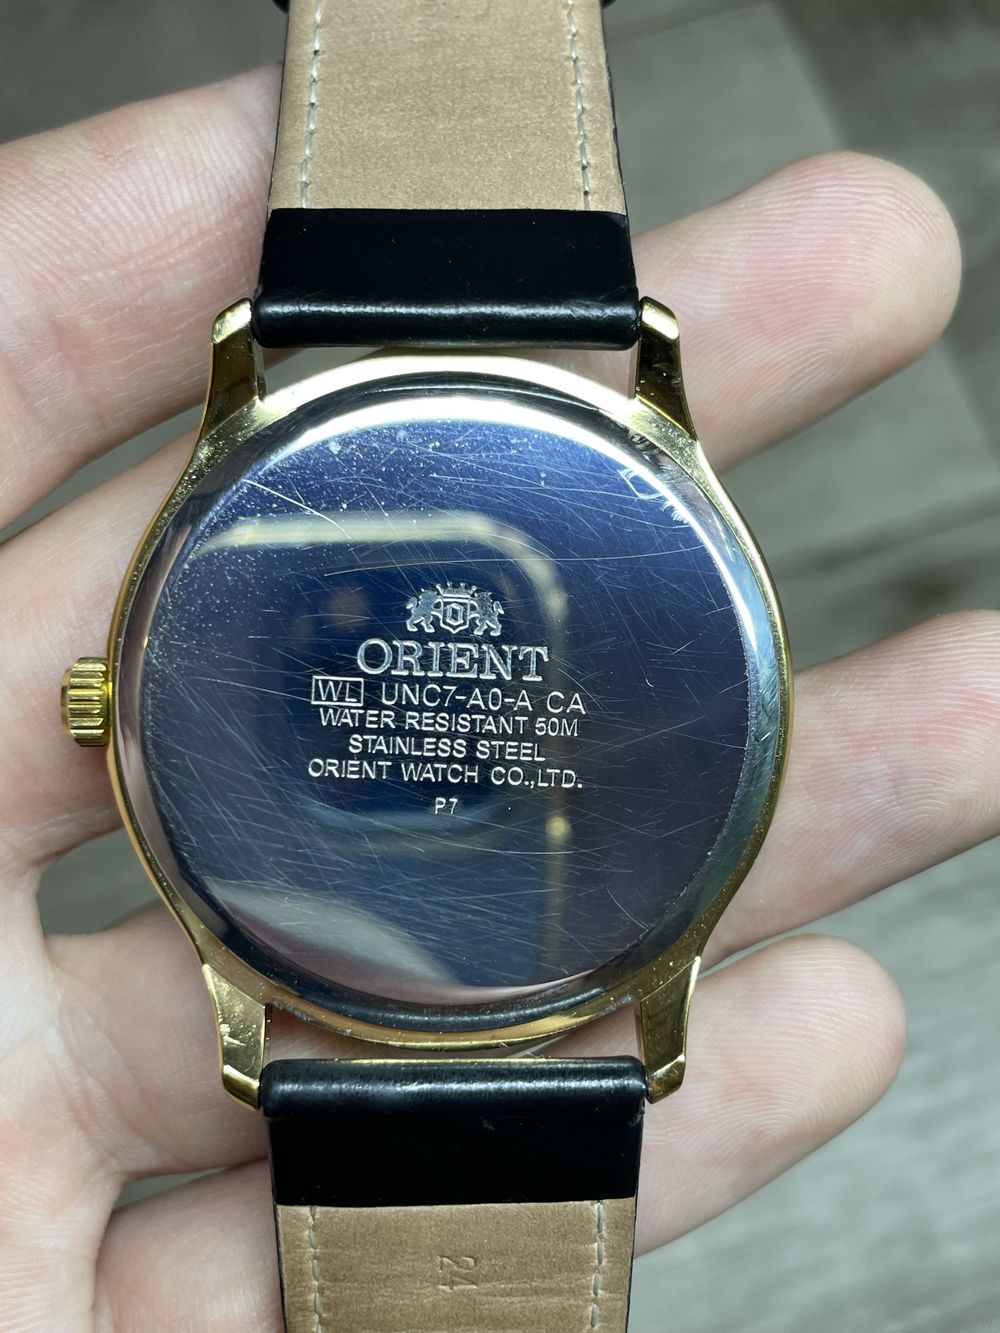 ORIENT
WL UNC7-A0-A CA
WATER RESISTANT 50M
STAINLESS STEEL
ORIENT WATCH CO.,LTD.
P7
24